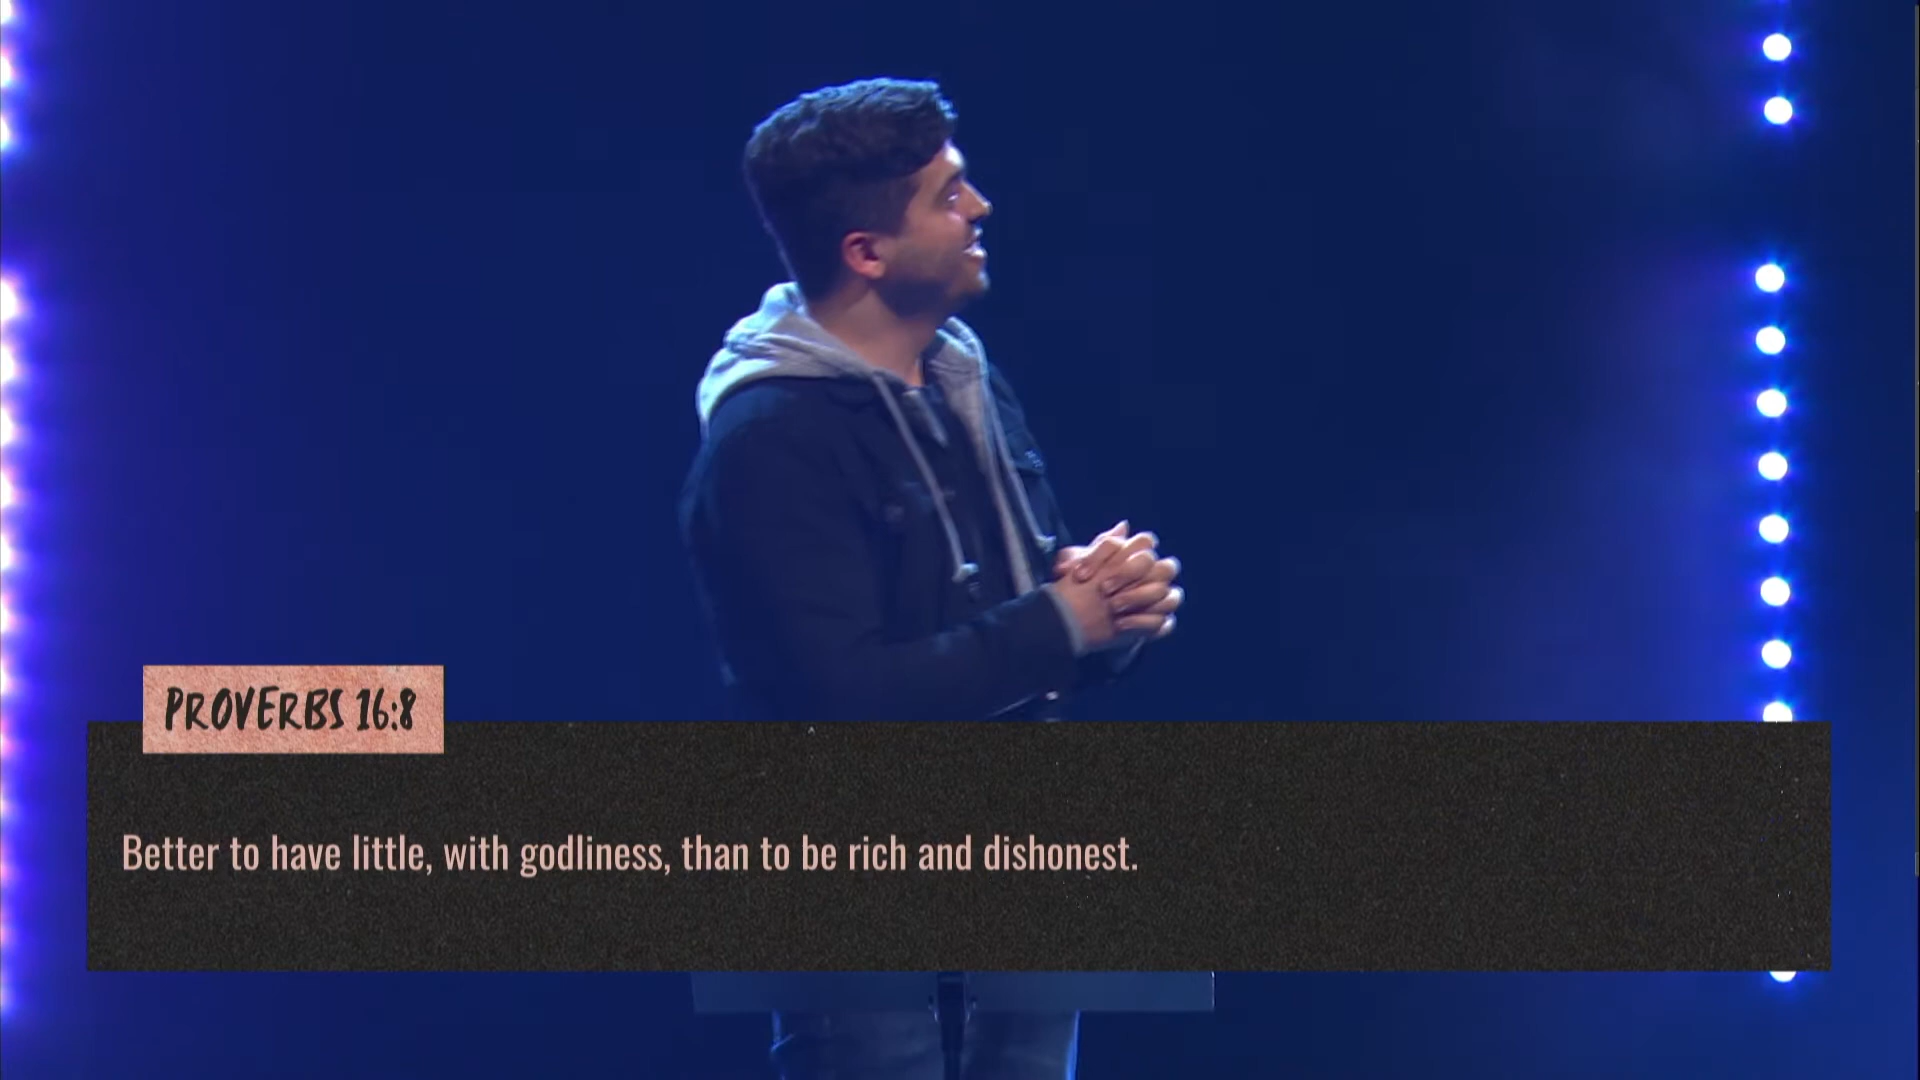 PROVERBS 16:8
Better to have little, with godliness, than to be rich and dishonest.